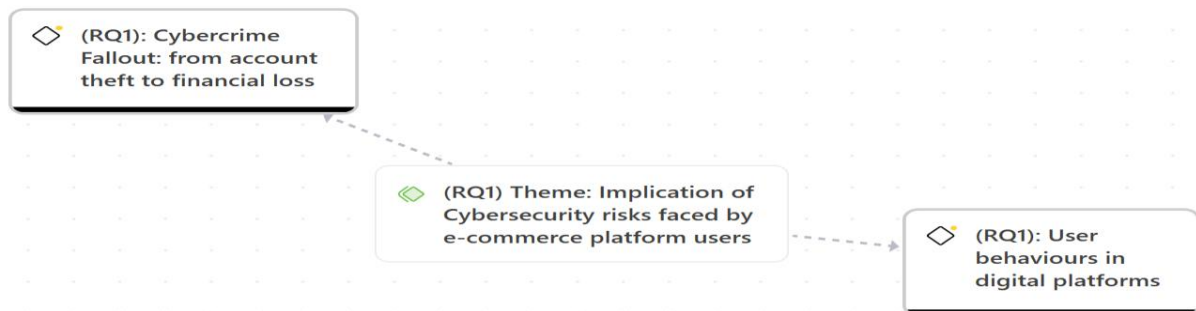 (RQ1): Cybercrime
Fallout: from account
theft to financial loss
(RQ1) Theme: Implication of
Cybersecurity risks faced by
e-commerce platform users
(RQ1): User
behaviours in
digital platforms